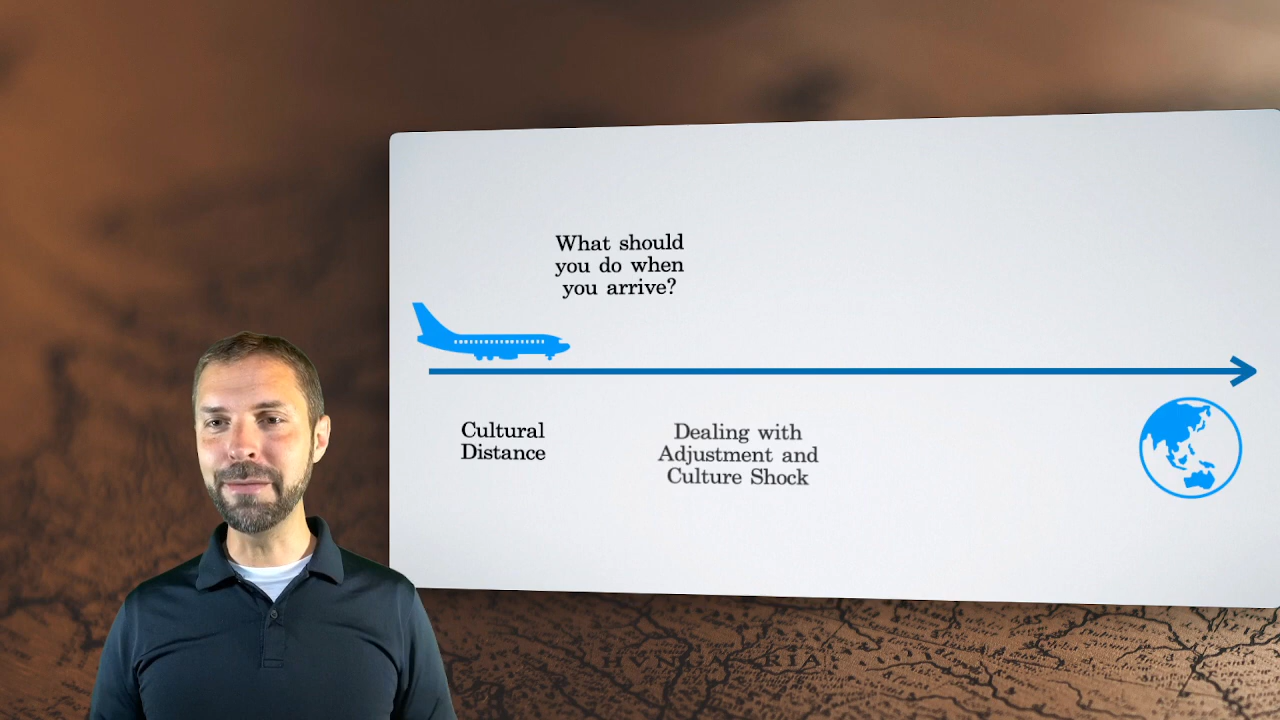 What should
you do when
you arrive?
Cultural
Distance
Dealing with
Adjustment and
Culture Shock